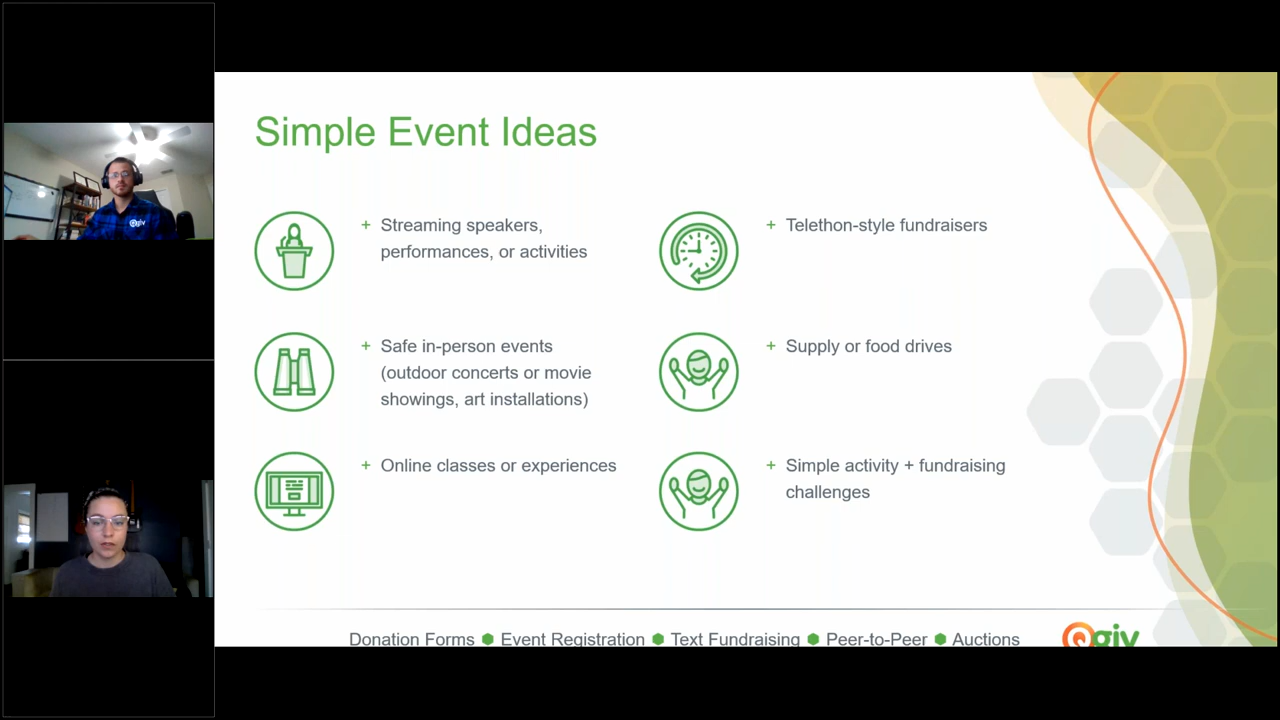 Simple Event Ideas
+ Streaming speakers,
performances, or activities
+ Telethon-style fundraisers
+ Safe in-person events
(outdoor concerts or movie
showings, art installations)
+ Supply or food drives
+ Online classes or experiences
+ Simple activity + fundraising
challenges
Donation Forms ⬢ Event Registration ⬢ Text Fundraising ⬢ Peer-to-Peer ⬢ Auctions
Qgiv
Qgiv